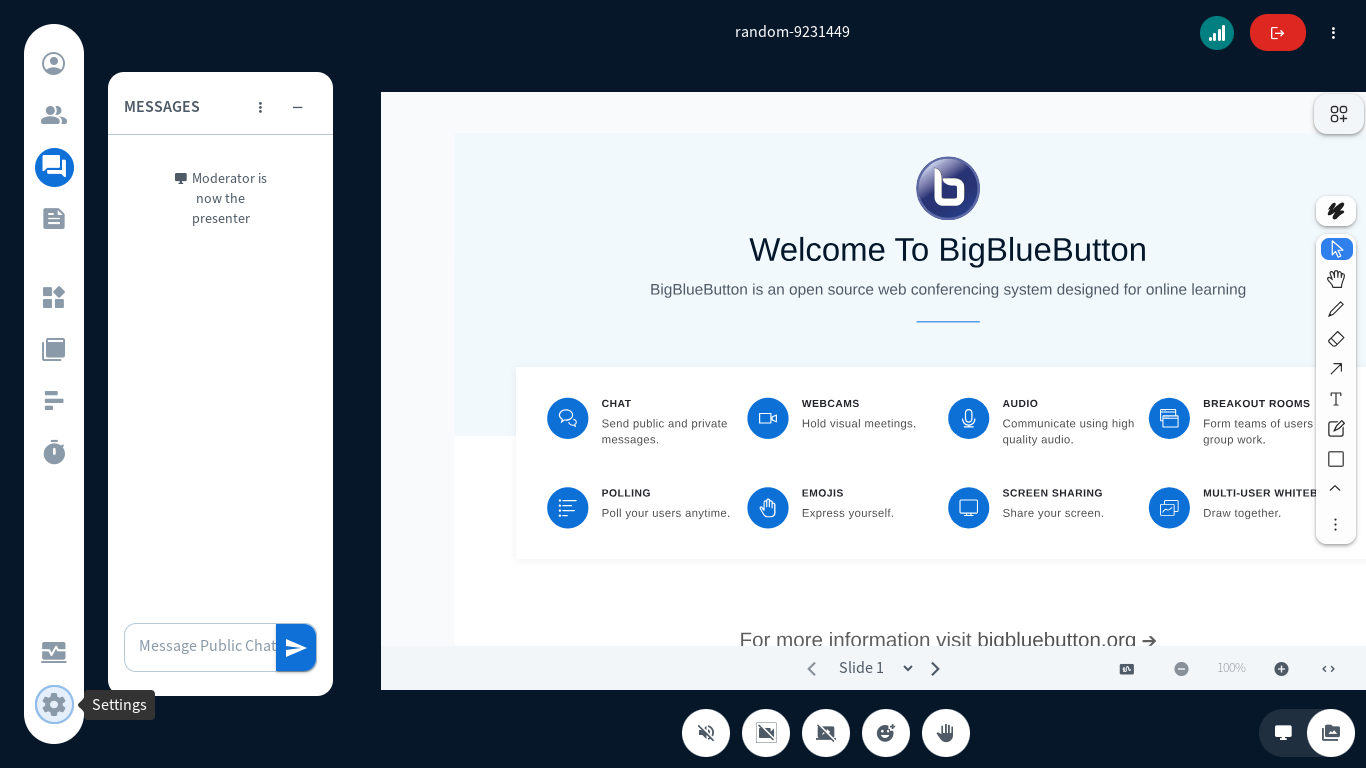 random-9231449
MESSAGES
Moderator is
now the
presenter
Message Public Chat
Settings
Welcome To BigBlueButton
BigBlueButton is an open source web conferencing system designed for online learning
CHAT
Send public and private
messages.
WEBCAMS
Hold visual meetings.
AUDIO
Communicate using high
quality audio.
BREAKOUT ROOMS
Form teams of users
group work.
POLLING
Poll your users anytime.
EMOJIS
Express yourself.
SCREEN SHARING
Share your screen.
MULTI-USER WHITEB
Draw together.
For more information visit bigbluebutton.org ➔
Slide 1
100%